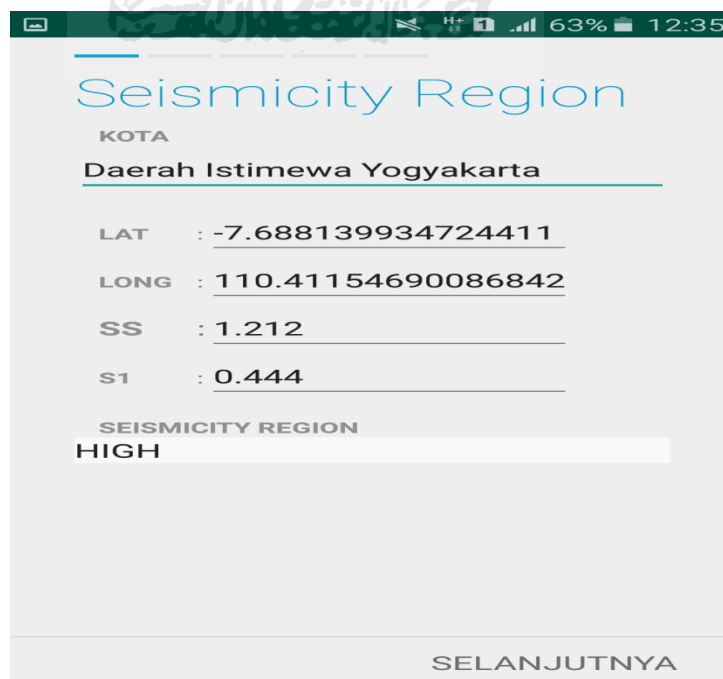 H+ 1 63% 12:35
Seismicity Region
KOTA
Daerah Istimewa Yogyakarta
LAT : -7.688139934724411
LONG : 110.41154690086842
SS : 1.212
S1 : 0.444
SEISMICITY REGION
HIGH
SELANJUTNYA